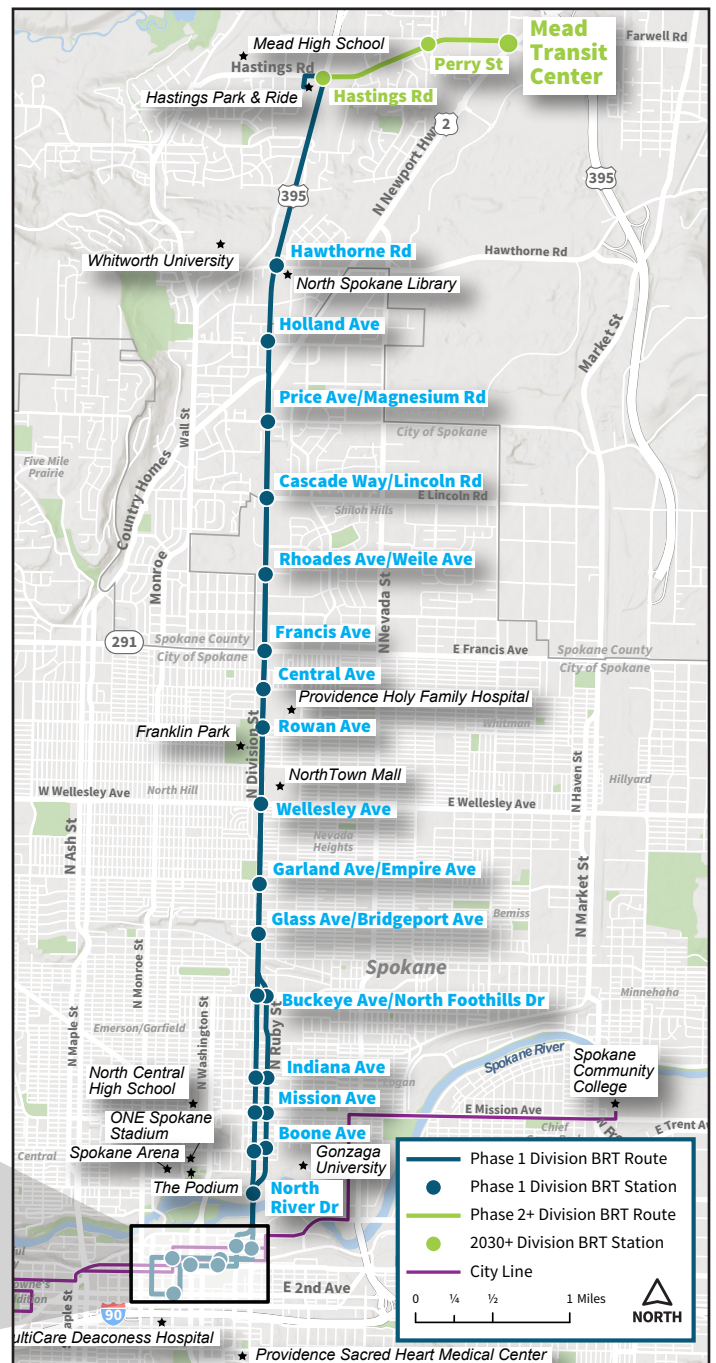 Mead High School
Farwell Rd
Mead
Transit
Center
Hastings Rd
Perry St
Hastings Park & Ride
Hastings Rd
2
N Newport Hwy
395
395
Hawthorne Rd
Hawthorne Rd
Whitworth University
North Spokane Library
Market St
Holland Ave
Price Ave/Magnesium Rd
City of Spokane
Wall St
Five Mile
Prairie
Country Homes
Cascade Way/Lincoln Rd
E Lincoln Rd
Shiloh Hills
Monroe
Rhoades Ave/Weile Ave
N Nevada St
Francis Ave
291
Spokane County
City of Spokane
E Francis Ave
Spokane County
City of Spokane
Central Ave
Providence Holy Family Hospital
Whitman
Rowan Ave
Franklin Park
N Division St
NorthTown Mall
Hillyard
N Haven St
W Wellesley Ave
North Hill
Wellesley Ave
E Wellesley Ave
N Ash St
Nevada
Heights
Garland Ave/Empire Ave
N Market St
Glass Ave/Bridgeport Ave
Bemiss
Spokane
Buckeye Ave/North Foothills Dr
Minnehaha
N Monroe St
N Ruby St
Emerson/Garfield
N Washington St
N Maple St
Spokane River
Indiana Ave
Logan
Spokane
Community
College
North Central
High School
Mission Ave
E Mission Ave
ONE Spokane
Stadium
Chief
E Trent Av
Boone Ave
Central
Spokane Arena
Gonzaga
University
The Podium
North
River Dr
Phase 1 Division BRT Route
Phase 1 Division BRT Station
Phase 2+ Division BRT Route
2030+ Division BRT Station
City Line
0 ¼ ½ 1 Miles
NORTH
E 2nd Ave
aple St
90
ultiCare Deaconess Hospital
Providence Sacred Heart Medical Center